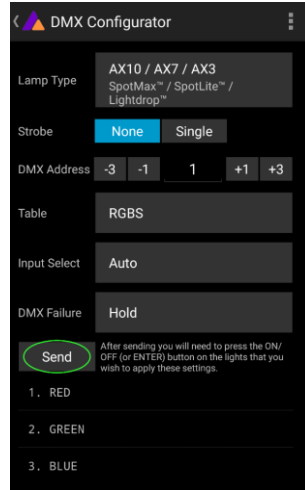 DMX Configurator
Lamp Type
AX10 / AX7 / AX3
SpotMax™ / SpotLite™ /
Lightdrop™
Strobe
None Single
DMX Address
-3 -1 1 +1 +3
Table
RGBS
Input Select
Auto
DMX Failure
Hold
Send
After sending you will need to press the ON/
OFF (or ENTER) button on the lights that you
wish to apply these settings.
1. RED
2. GREEN
3. BLUE